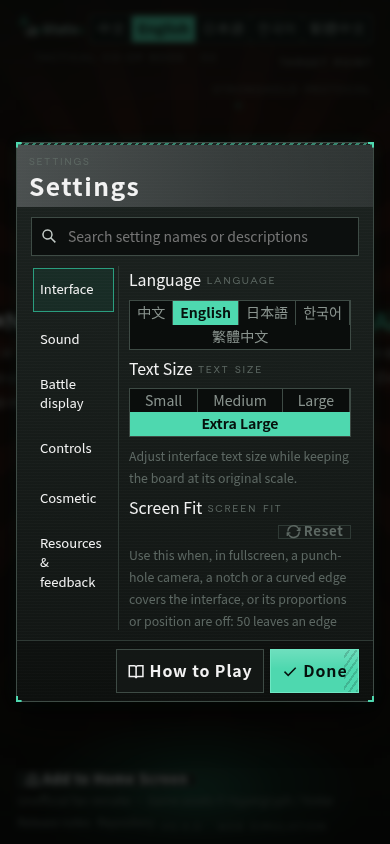 SETTINGS
Settings
Search setting names or descriptions
Interface
Sound
Battle
display
Controls
Cosmetic
Resources
&
feedback
Language LANGUAGE
中文 English 日本語 한국어
繁體中文
Text Size TEXT SIZE
Small Medium Large
Extra Large
Adjust interface text size while keeping
the board at its original scale.
Screen Fit SCREEN FIT
Reset
Use this when, in fullscreen, a punch-
hole camera, a notch or a curved edge
covers the interface, or its proportions
or position are off: 50 leaves an edge
How to Play
Done
Add to Home Screen